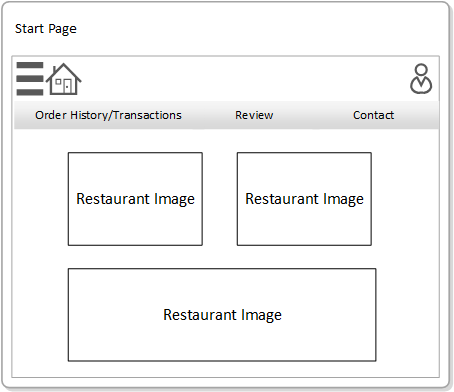 Start Page
Order History/Transactions Review Contact
Restaurant Image Restaurant Image
Restaurant Image